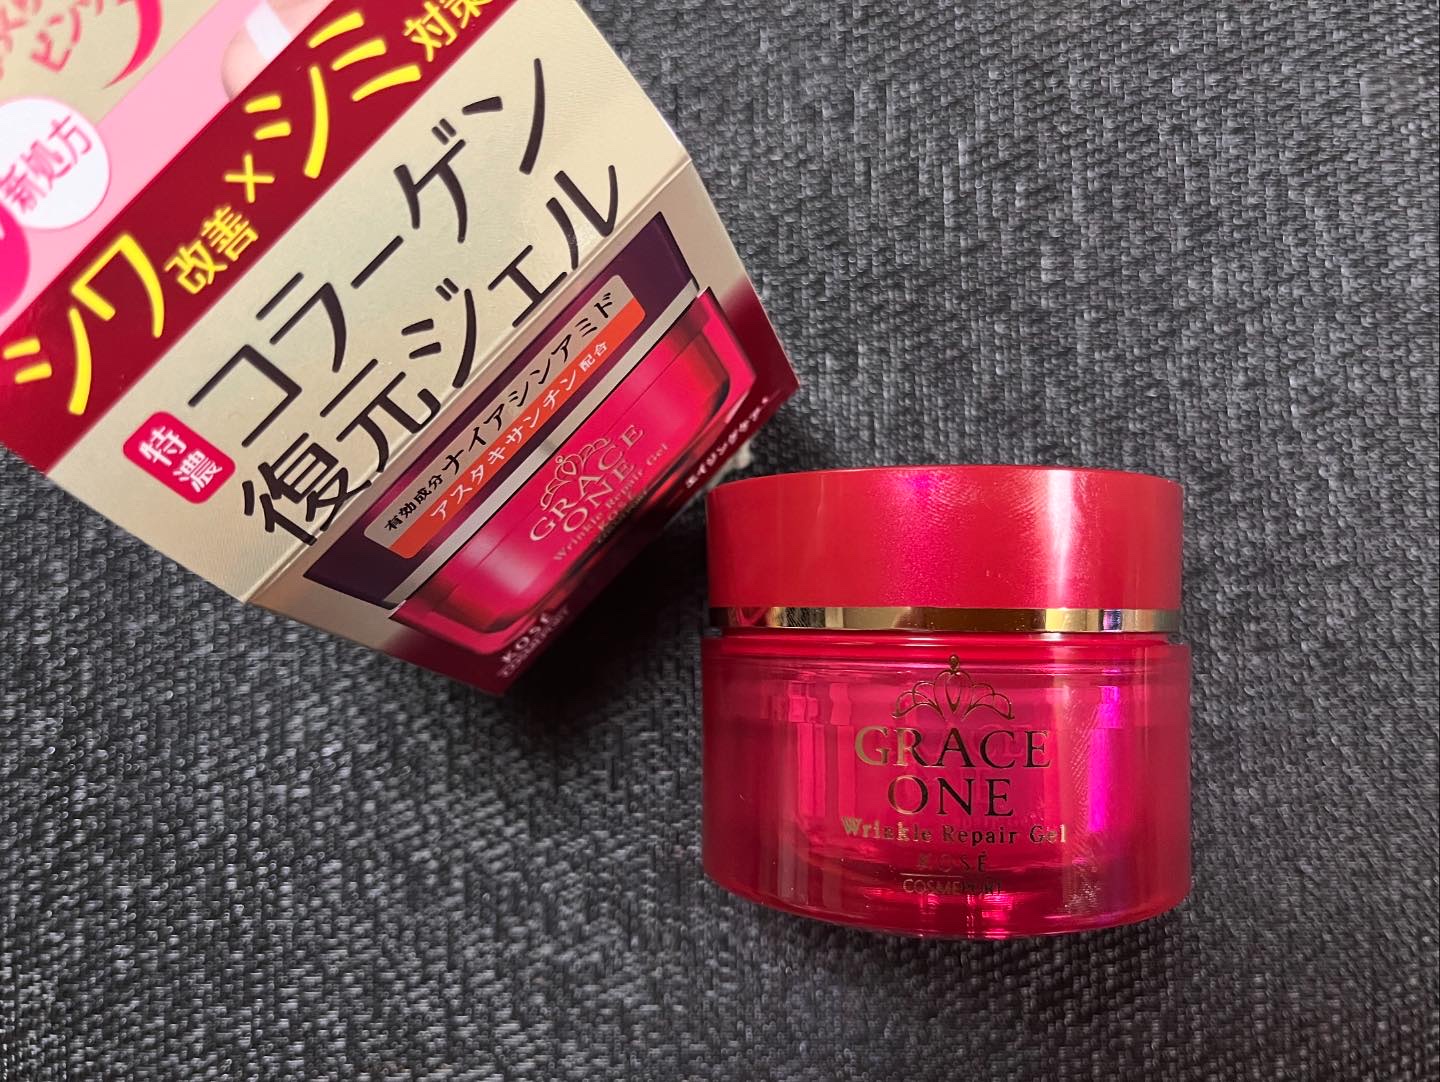 新処方
シワ改善×シミ対策
特濃
コラーゲン
復元ジェル
有効成分ナイアシンアミド
アスタキサンチン配合
GRACE
ONE
Wrinkle Repair Gel
KOSÉ
GRACE
ONE
Wrinkle Repair Gel
KOSÉ
COSMEPORT